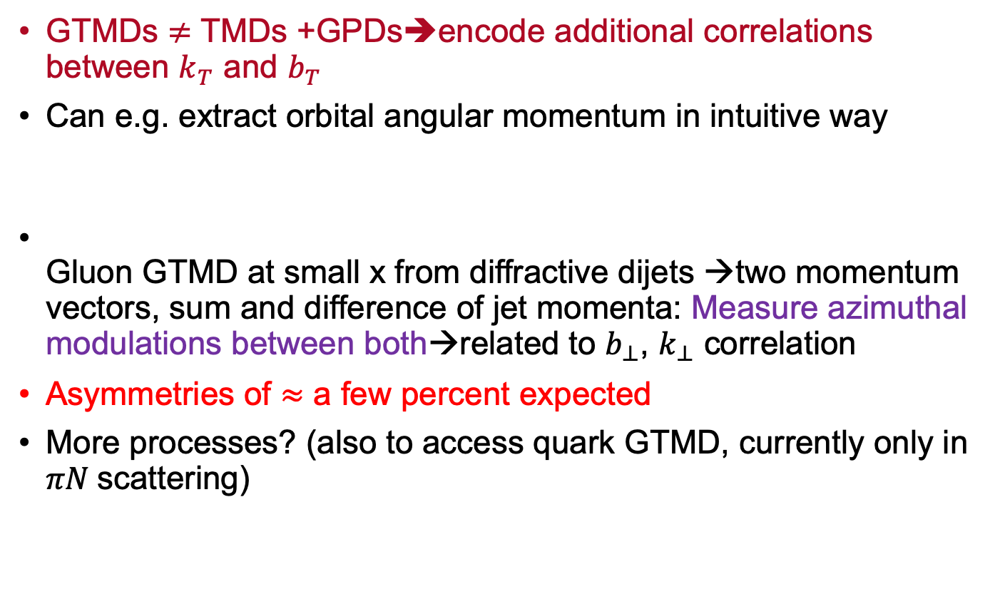 • GTMDs ≠ TMDs +GPDs➔encode additional correlations
between k_T and b_T
• Can e.g. extract orbital angular momentum in intuitive way
•
Gluon GTMD at small x from diffractive dijets →two momentum
vectors, sum and difference of jet momenta: Measure azimuthal
modulations between both→related to b_⊥, k_⊥ correlation
• Asymmetries of ≈ a few percent expected
• More processes? (also to access quark GTMD, currently only in
πN scattering)